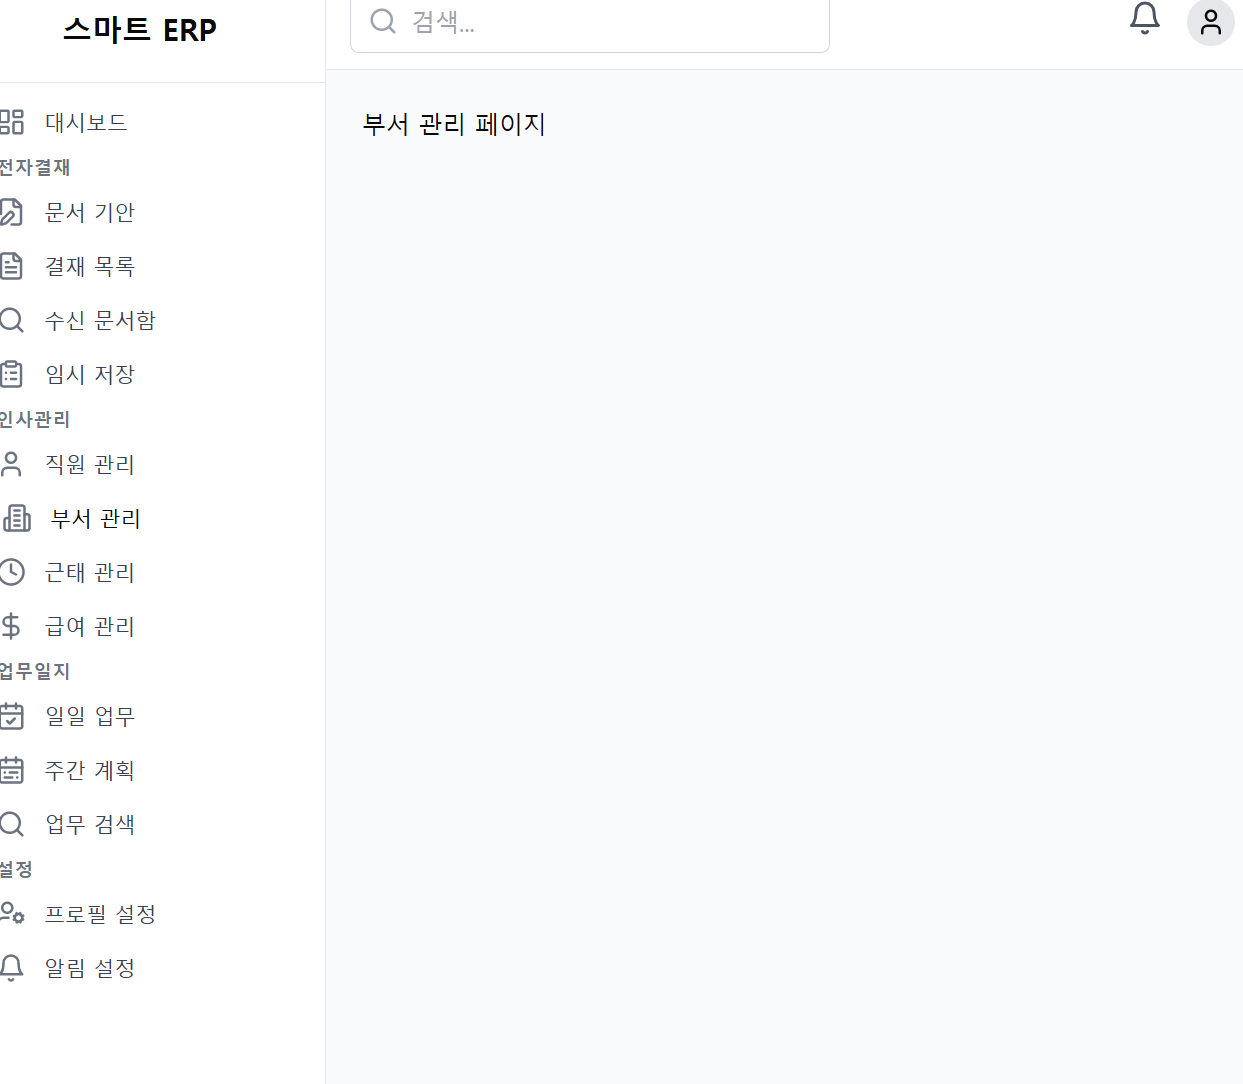 스마트 ERP
검색...
대시보드
전자결재
문서 기안
결재 목록
수신 문서함
임시 저장
인사관리
직원 관리
부서 관리
근태 관리
급여 관리
업무일지
일일 업무
주간 계획
업무 검색
설정
프로필 설정
알림 설정
부서 관리 페이지